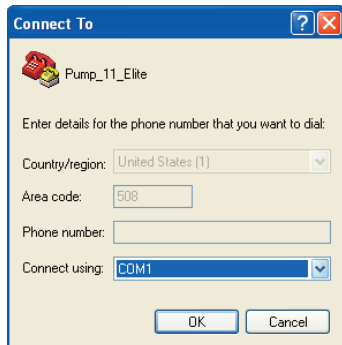 Connect To
Pump_11_Elite
Enter details for the phone number that you want to dial:
Country/region: United States (1)
Area code: 508
Phone number:
Connect using: COM1
OK Cancel